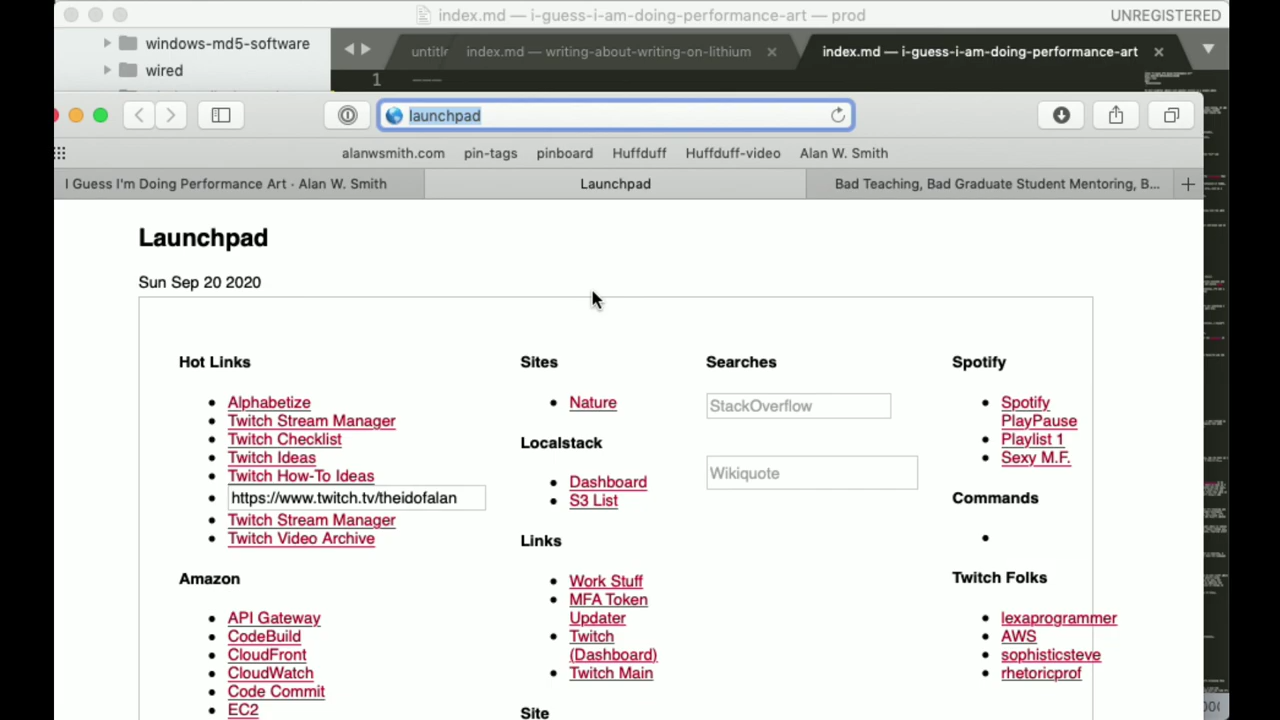 index.md — i-guess-i-am-doing-performance-art — prod
UNREGISTERED
windows-md5-software
wired
untitle
index.md — writing-about-writing-on-lithium
index.md — i-guess-i-am-doing-performance-art
1
launchpad
alanwsmith.com
pin-tags
pinboard
Huffduff
Huffduff-video
Alan W. Smith
I Guess I'm Doing Performance Art · Alan W. Smith
Launchpad
Bad Teaching, Bad Graduate Student Mentoring, B...
Launchpad
Sun Sep 20 2020
Hot Links
Alphabetize
Twitch Stream Manager
Twitch Checklist
Twitch Ideas
Twitch How-To Ideas
https://www.twitch.tv/theidofalan
Twitch Stream Manager
Twitch Video Archive
Amazon
API Gateway
CodeBuild
CloudFront
CloudWatch
Code Commit
EC2
Sites
Nature
Localstack
Dashboard
S3 List
Links
Work Stuff
MFA Token
Updater
Twitch
(Dashboard)
Twitch Main
Site
Searches
StackOverflow
Wikiquote
Spotify
Spotify
PlayPause
Playlist 1
Sexy M.F.
Commands
Twitch Folks
lexaprogrammer
AWS
sophisticsteve
rhetoricprof